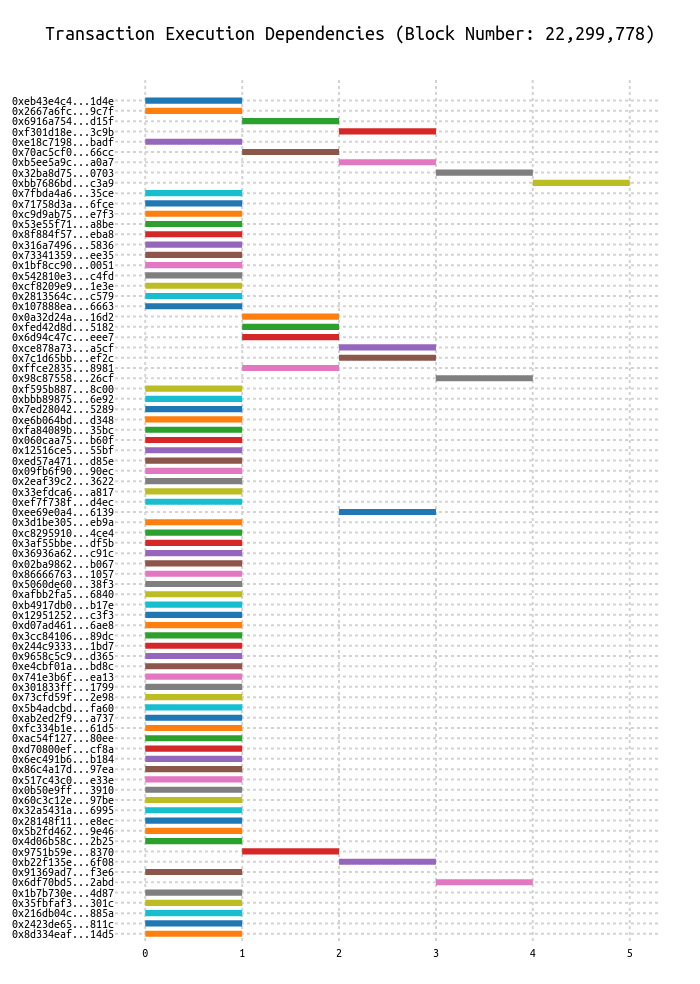 Transaction Execution Dependencies (Block Number: 22,299,778)
0xeb43e4c4...1d4e
0x2667a6fc...9c7f
0x6916a754...d15f
0xf301d18e...3c9b
0xe18c7198...badf
0x70ac5cf0...66cc
0xb5ee5a9c...a0a7
0x32ba8d75...0703
0xbb7686bd...c3a9
0x7fbda4a6...35ce
0x71758d3a...6fce
0xc9d9ab75...e7f3
0x53e55f71...a8be
0x8f884f57...eba8
0x316a7496...5836
0x73341359...ee35
0x1bf8cc90...0051
0x542810e3...c4fd
0xcf8209e9...1e3e
0x2813564c...c579
0x107888ea...6663
0x0a32d24a...16d2
0xfed42d8d...5182
0x6d94c47c...eee7
0xce878a73...a5cf
0x7c1d65bb...ef2c
0xffce2835...8981
0x98c87558...26cf
0xf595b887...8c00
0xbbb89875...6e92
0x7ed28042...5289
0xe6b064bd...d348
0xfa84089b...35bc
0x060caa75...b60f
0x12516ce5...55bf
0xed57a471...d85e
0x09fb6f90...90ec
0x2eaf39c2...3622
0x33efdca6...a817
0xef7f738f...d4ec
0xee69e0a4...6139
0x3d1be305...eb9a
0xc8295910...4ce4
0x3af55bbe...df5b
0x36936a62...c91c
0x02ba9862...b067
0x86666763...1057
0x5060de60...38f3
0xafbb2fa5...6840
0xb4917db0...b17e
0x12951252...c3f3
0xd07ad461...6ae8
0x3cc84106...89dc
0x244c9333...1bd7
0x9658c5c9...d365
0xe4cbf01a...bd8c
0x741e3b6f...ea13
0x301833ff...1799
0x73cfd59f...2e98
0x5b4adcbd...fa60
0xab2ed2f9...a737
0xfc334b1e...61d5
0xac54f127...80ee
0xd70800ef...cf8a
0x6ec491b6...b184
0x86c4a17d...97ea
0x517c43c0...e33e
0x0b50e9ff...3910
0x60c3c12e...97be
0x32a5431a...6995
0x28148f11...e8ec
0x5b2fd462...9e46
0x4d06b58c...2b25
0x9751b59e...8370
0xb22f135e...6f08
0x91369ad7...f3e6
0x6df70bd5...2abd
0x1b7b730e...4d87
0x35fbfaf3...301c
0x216db04c...885a
0x2423de65...811c
0x8d334eaf...14d5
0 1 2 3 4 5